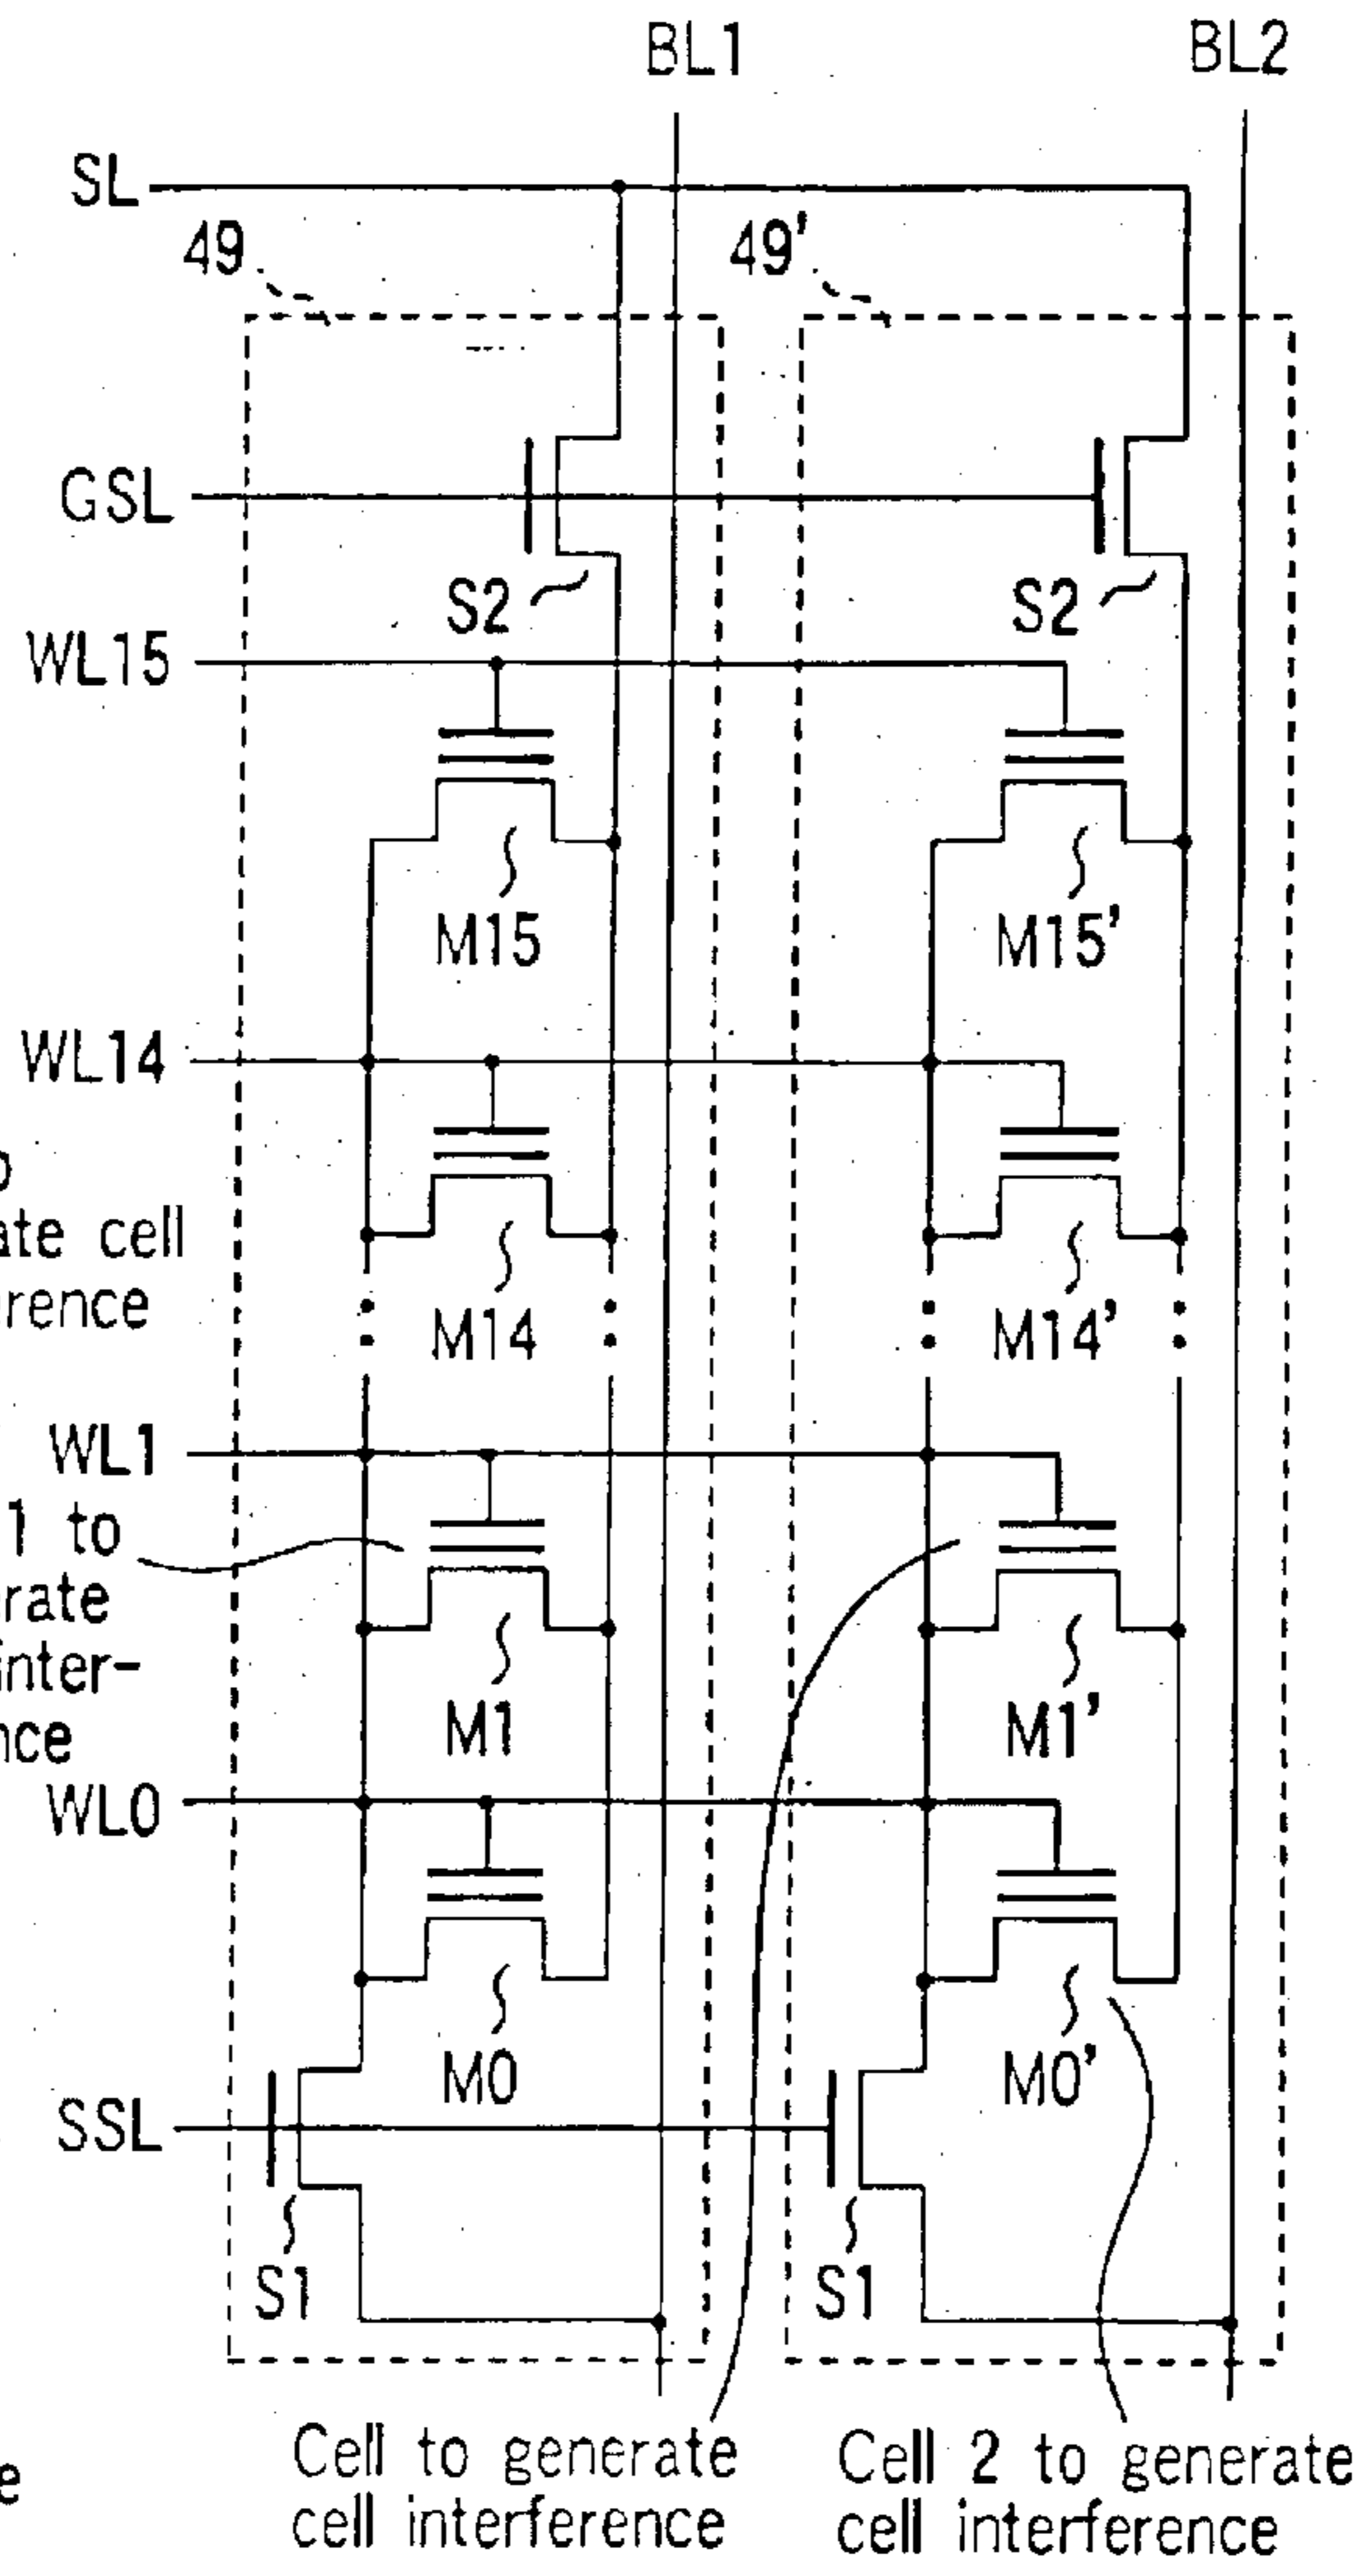 BL1 BL2
SL
49 49'
GSL
S2 S2
WL15
M15 M15'
WL14
ate cell
rence
M14 M14'
WL1
1 to
rate
inter-
nce
M1 M1'
WL0
M0 M0'
SSL
S1 S1
e
Cell to generate
cell interference
Cell 2 to generate
cell interference